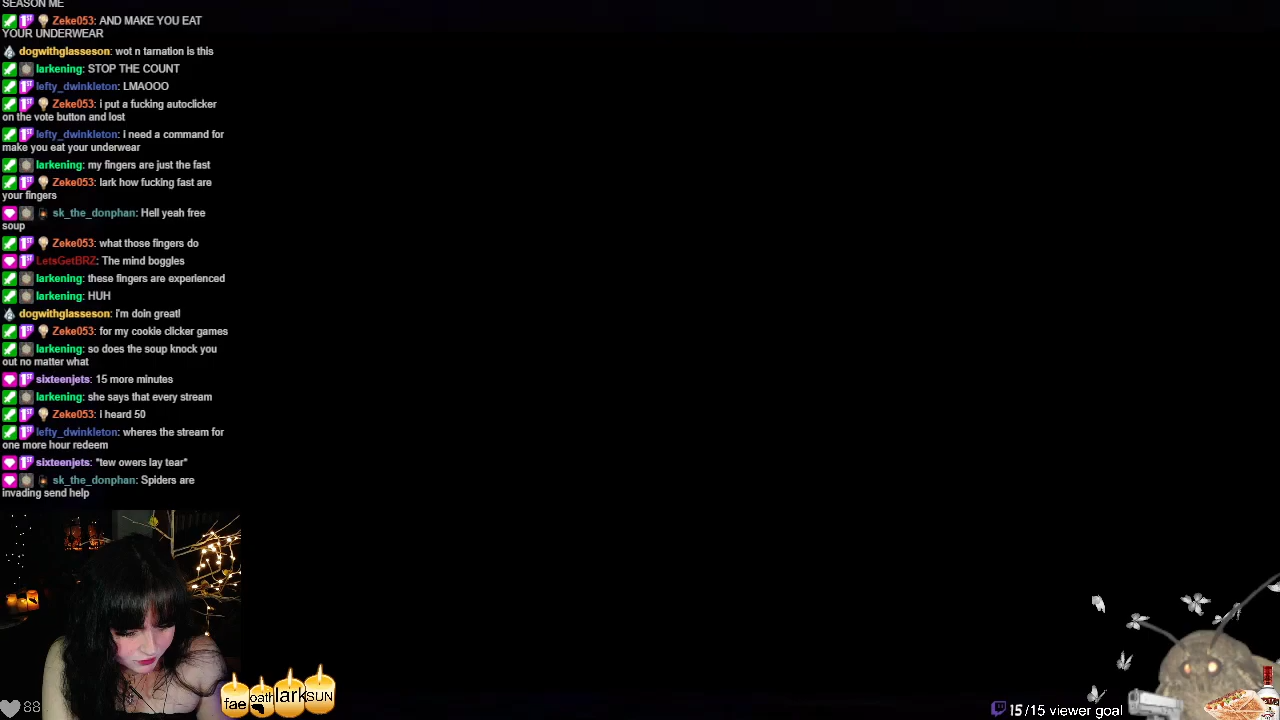 SEASON ME
Zeke053: AND MAKE YOU EAT
YOUR UNDERWEAR
dogwithglasseson: wot n tarnation is this
larkening: STOP THE COUNT
lefty_dwinkleton: LMAOOO
Zeke053: i put a fucking autoclicker
on the vote button and lost
lefty_dwinkleton: i need a command for
make you eat your underwear
larkening: my fingers are just the fast
Zeke053: lark how fucking fast are
your fingers
sk_the_donphan: Hell yeah free
soup
Zeke053: what those fingers do
LetsGetBRZ: The mind boggles
larkening: these fingers are experienced
larkening: HUH
dogwithglasseson: I'm doin great!
Zeke053: for my cookie clicker games
larkening: so does the soup knock you
out no matter what
sixteenjets: 15 more minutes
larkening: she says that every stream
Zeke053: i heard 50
lefty_dwinkleton: wheres the stream for
one more hour redeem
sixteenjets: "tew owers lay tear"
sk_the_donphan: Spiders are
invading send help
fae oath lark SUN
88
15/15 viewer goal